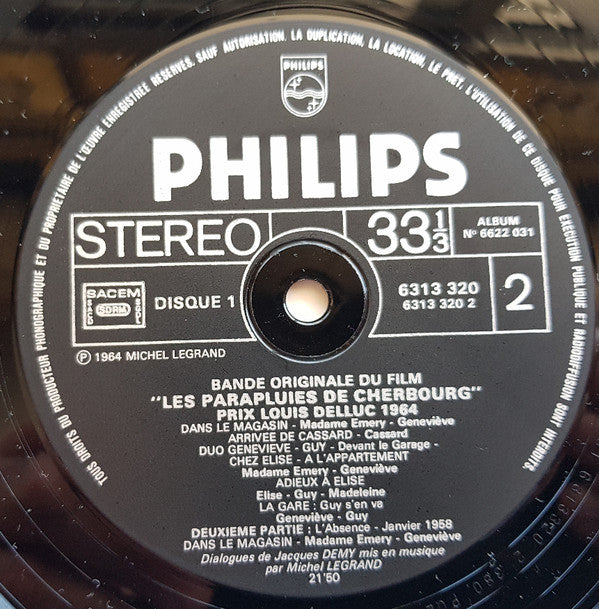 TOUS DROITS DU PRODUCTEUR PHONOGRAPHIQUE ET DU PROPRIETAIRE DE L'ŒUVRE ENREGISTREE RESERVES. SAUF AUTORISATION. LA DUPLICATION, LA LOCATION, LE PRET, L'UTILISATION DE CE DISQUE POUR EXECUTION PUBLIQUE ET RADIODIFFUSION SONT INTERDITS
PHILIPS
PHILIPS
STEREO
33 1/3
ALBUM
N° 6622 031
SACEM
SACD
SDRM
SGDL
DISQUE 1
6313 320
6313 320 2
2
Ⓟ 1964 MICHEL LEGRAND
BANDE ORIGINALE DU FILM
"LES PARAPLUIES DE CHERBOURG"
PRIX LOUIS DELLUC 1964
DANS LE MAGASIN - Madame Emery - Geneviève
ARRIVEE DE CASSARD - Cassard
DUO GENEVIEVE - GUY - Devant le Garage -
CHEZ ELISE - A L'APPARTEMENT
Madame Emery - Geneviève
ADIEUX À ELISE
Elise - Guy - Madeleine
LA GARE : Guy s'en va
Geneviève - Guy
DEUXIEME PARTIE : L'Absence - Janvier 1958
DANS LE MAGASIN - Madame Emery - Geneviève
Dialogues de Jacques DEMY mis en musique
par Michel LEGRAND
21'50